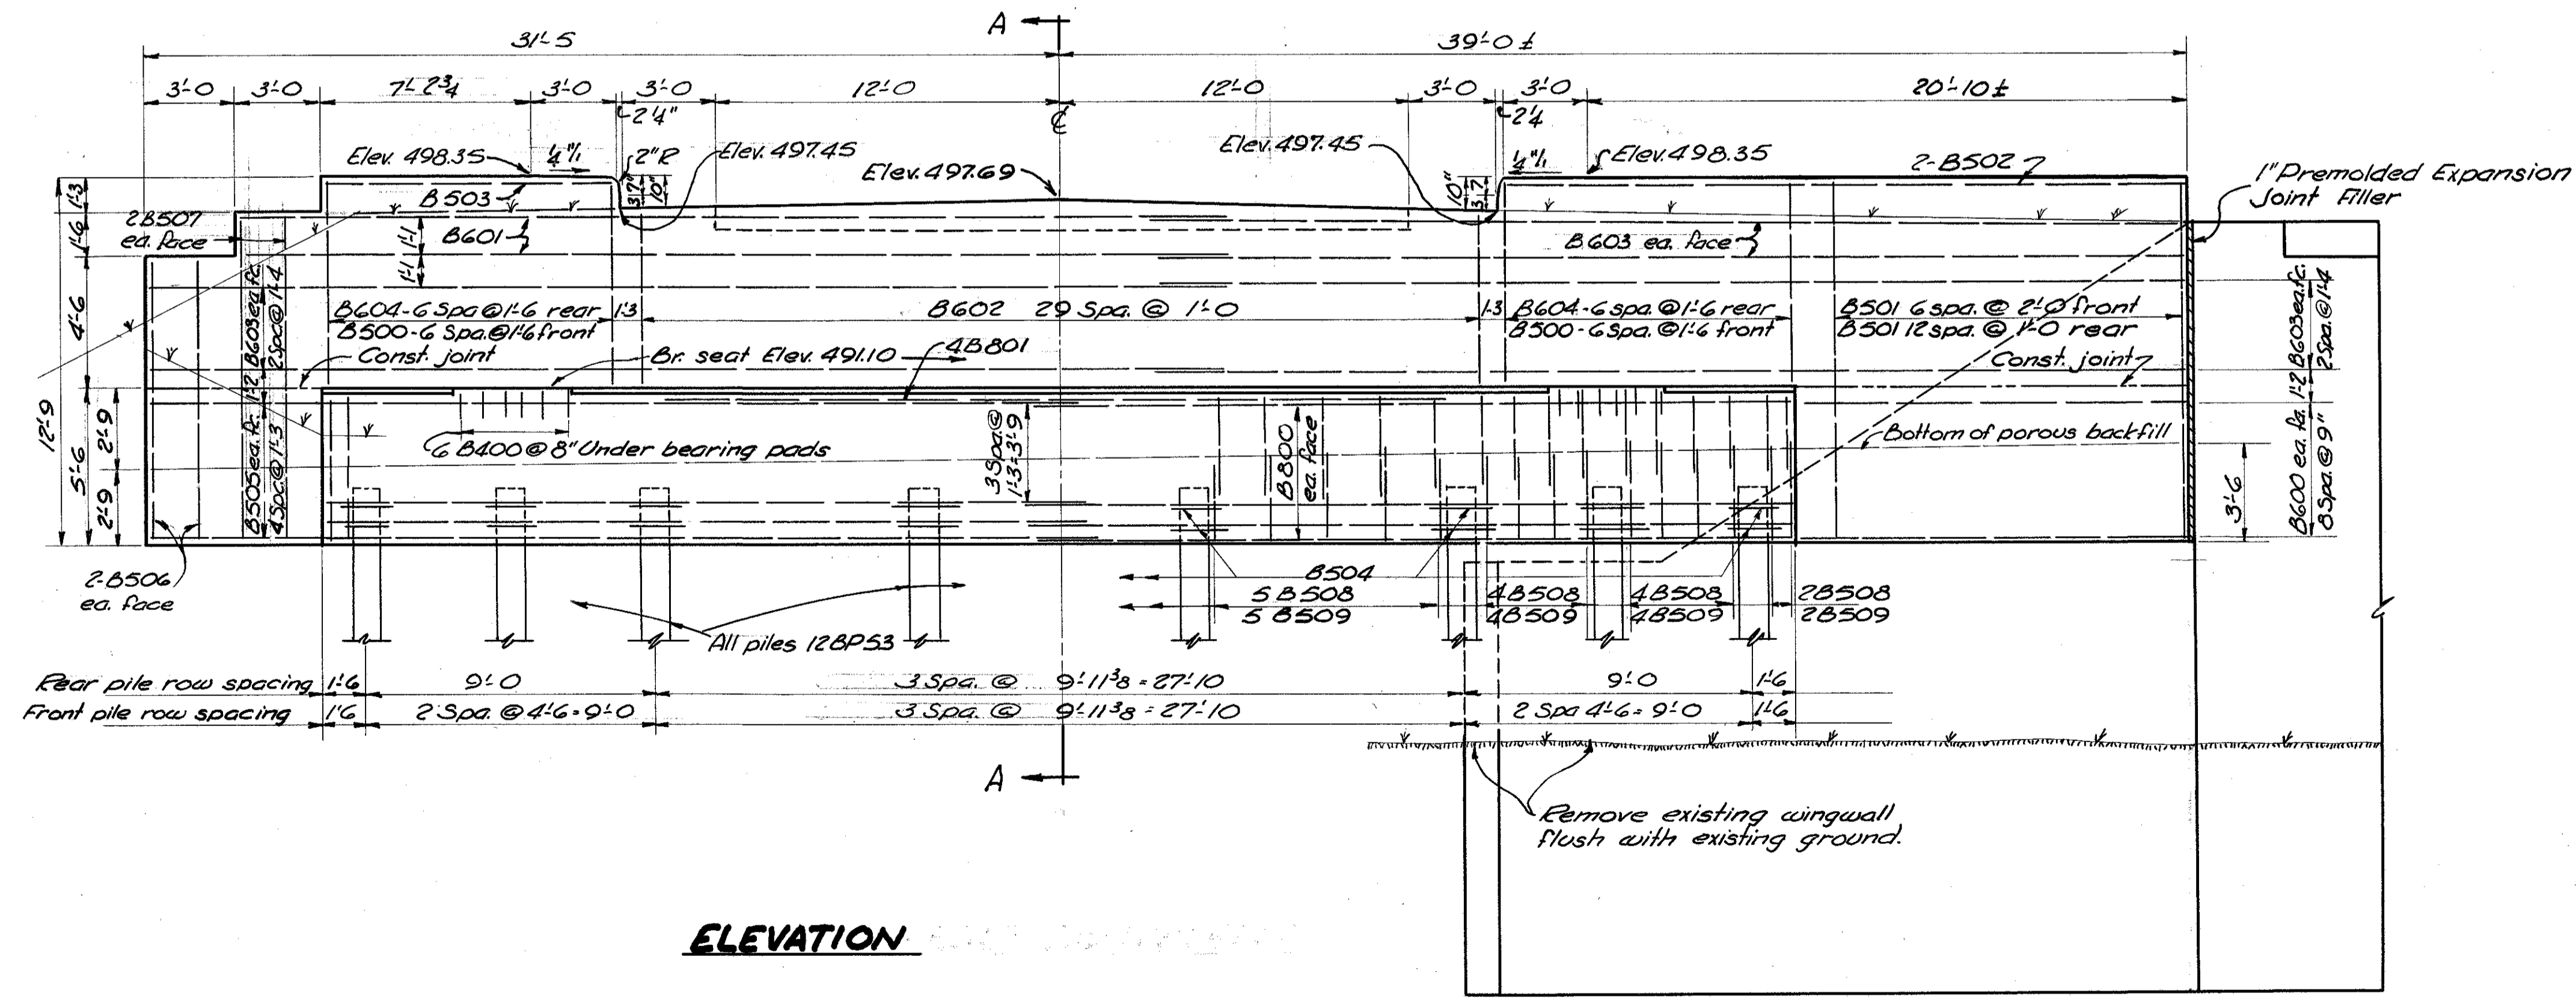 A
31'-5
39'-0 ±
3'-0
3'-0
7'-2¾
3'-0
3'-0
12'-0
12'-0
3'-0
3'-0
20'-10 ±
2¼"
℄
2¼
Elev. 498.35
¼"/1
2"R
Elev. 497.45
Elev. 497.69
Elev. 497.45
¼"/1
Elev. 498.35
2-B502
1" Premolded Expansion
Joint Filler
1'-3
B503
10"
10"
2B507
ea. face
1'-6
1'-1
B601
B603 ea. face
1'-1
4'-6
B603 ea. fc.
2 Spc. @ 1'-4
B604-6 Spa @ 1'-6 rear
B500-6 Spa. @ 1'-6 front
1'-3
B602 29 Spa. @ 1'-0
1'-3
B604-6 spa. @ 1'-6 rear
B500-6 Spa. @ 1'-6 front
B501 6 spa. @ 2'-0 front
B501 12 spa. @ 1'-0 rear
B603 ea. fc.
2 Spa. @ 1'-4
Const. joint
Br. seat Elev. 491.10
4B801
Const. joint
1'-2
1'-2
12'-9
5'-6
2'-9
2'-9
B505 ea. fc.
4 Spc. @ 1'-3
6 B400 @ 8" Under bearing pads
3 Spa. @
1'-3=3'-9
B800
ea. face
Bottom of porous backfill
3'-6
B600 ea. fa.
8 Spa. @ 9"
2-B506
ea. face
B504
5 B508
5 B509
4B508
4B509
4B508
4B509
2B508
2B509
All piles 12BP53
Rear pile row spacing
1'-6
9'-0
3 Spa. @ 9'-11⅜ = 27'-10
9'-0
1'-6
Front pile row spacing
1'6
2 Spa. @ 4'-6 = 9'-0
3 Spa. @ 9'-11⅜ = 27'-10
2 Spa 4'-6 = 9'-0
1'-6
A
Remove existing wingwall
flush with existing ground.
ELEVATION